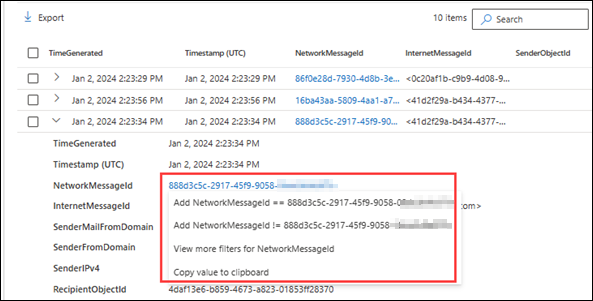 Export
10 items
Search
TimeGenerated Timestamp (UTC) NetworkMessageId InternetMessageId SenderObjectId
Jan 2, 2024 2:23:29 PM Jan 2, 2024 2:23:29 PM 86f0e28d-7930-4d8b-3e... <0c20af1b-c9b9-4d08-9...
Jan 2, 2024 2:23:56 PM Jan 2, 2024 2:23:56 PM 16ba43aa-5809-4aa1-a7... <41d2f29a-b434-4377-...
Jan 2, 2024 2:23:34 PM Jan 2, 2024 2:23:34 PM 888d3c5c-2917-45f9-90... <41d2f29a-b434-4377-...
TimeGenerated Jan 2, 2024 2:23:34 PM
Timestamp (UTC) Jan 2, 2024 2:23:34 PM
NetworkMessageId 888d3c5c-2917-45f9-9058-
Add NetworkMessageId == 888d3c5c-2917-45f9-9058-
InternetMessageId .com>
Add NetworkMessageId != 888d3c5c-2917-45f9-9058-
SenderMailFromDomain
SenderFromDomain View more filters for NetworkMessageId
SenderIPv4 Copy value to clipboard
RecipientObjectId 4daf13e6-b859-4673-a823-01853ff28370